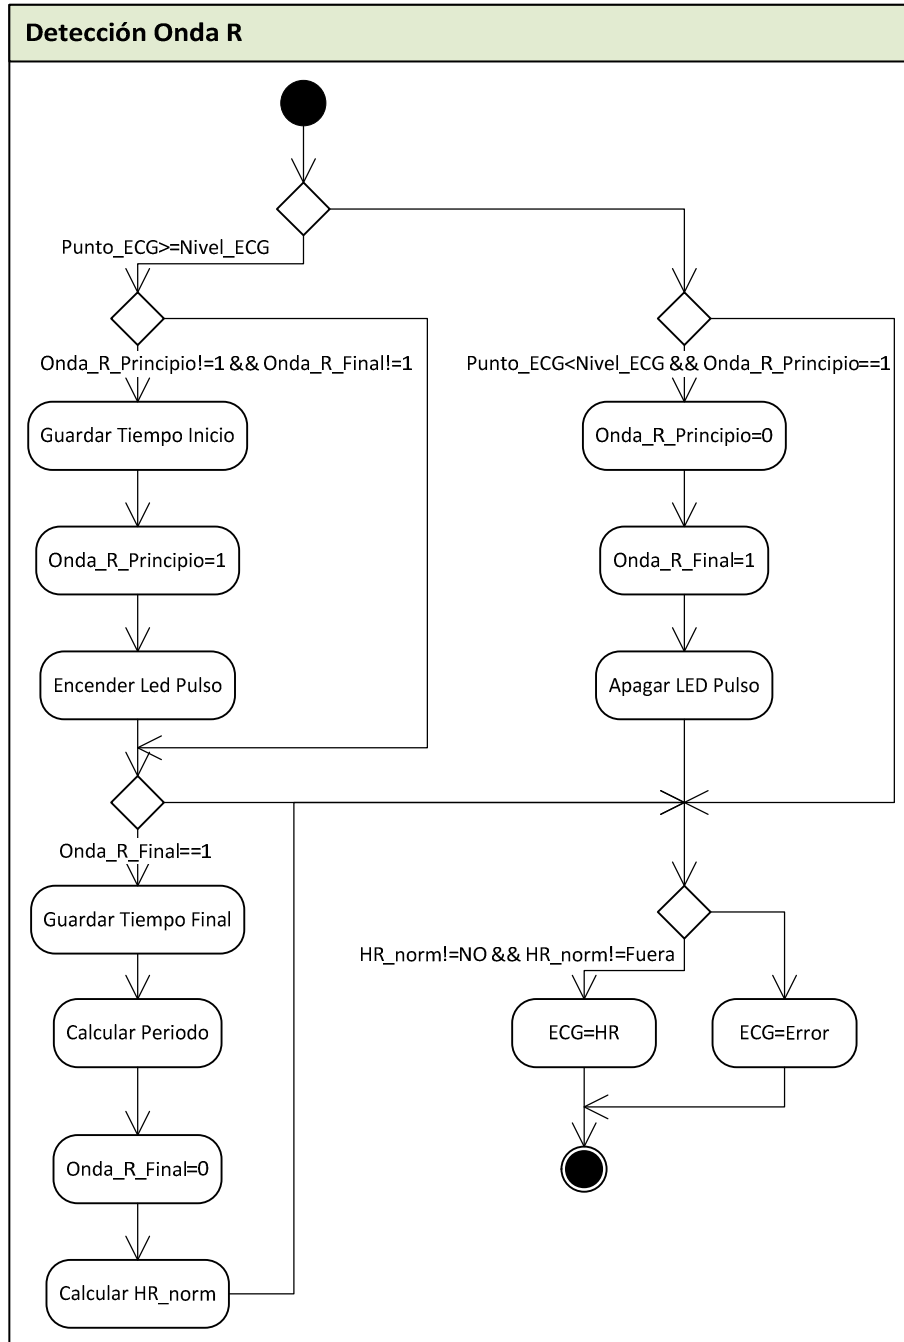 Detección Onda R
Punto_ECG>=Nivel_ECG
Onda_R_Principio!=1 && Onda_R_Final!=1
Punto_ECG<Nivel_ECG && Onda_R_Principio==1
Guardar Tiempo Inicio
Onda_R_Principio=0
Onda_R_Principio=1
Onda_R_Final=1
Encender Led Pulso
Apagar LED Pulso
Onda_R_Final==1
Guardar Tiempo Final
HR_norm!=NO && HR_norm!=Fuera
Calcular Periodo
ECG=HR
ECG=Error
Onda_R_Final=0
Calcular HR_norm